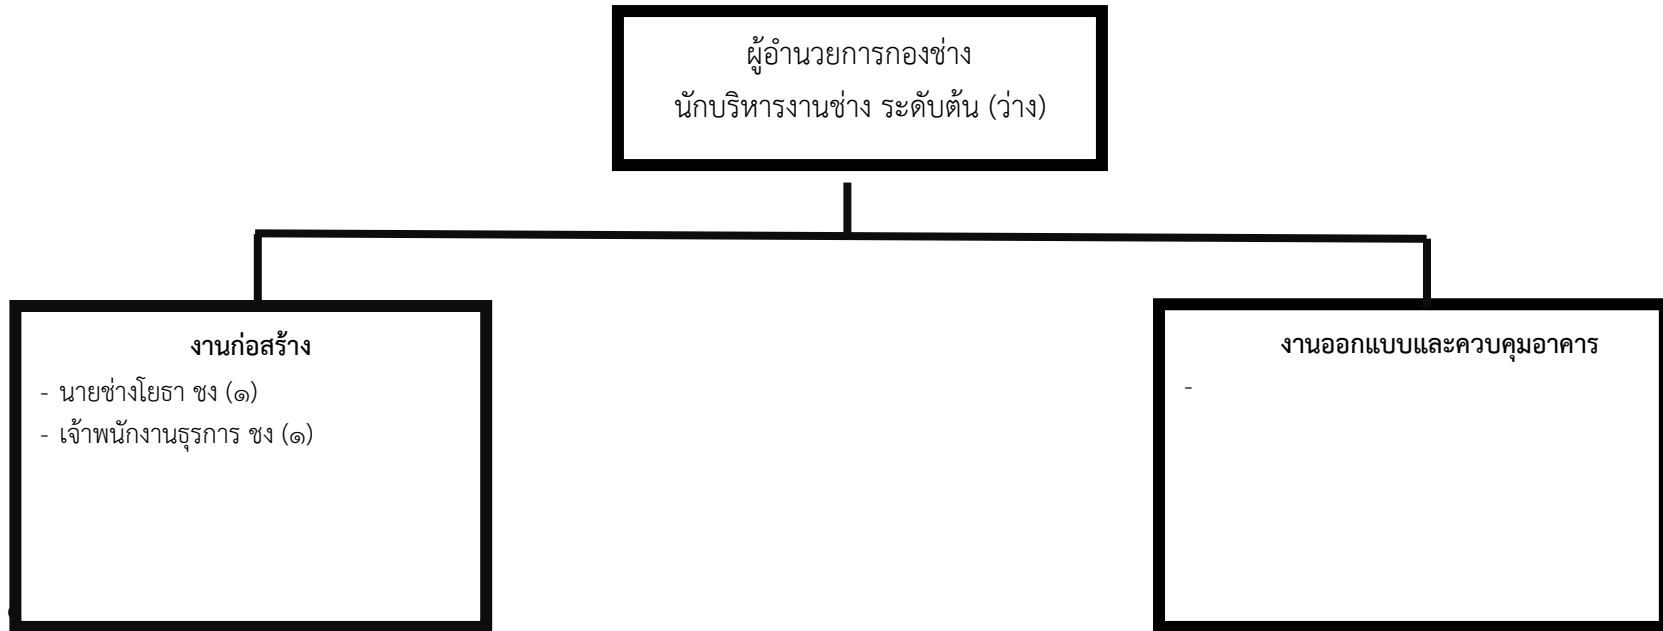 ผู้อำนวยการกองช่าง
นักบริหารงานช่าง ระดับต้น (ว่าง)
งานก่อสร้าง
- นายช่างโยธา ชง (๑)
- เจ้าพนักงานธุรการ ชง (๑)
งานออกแบบและควบคุมอาคาร
-